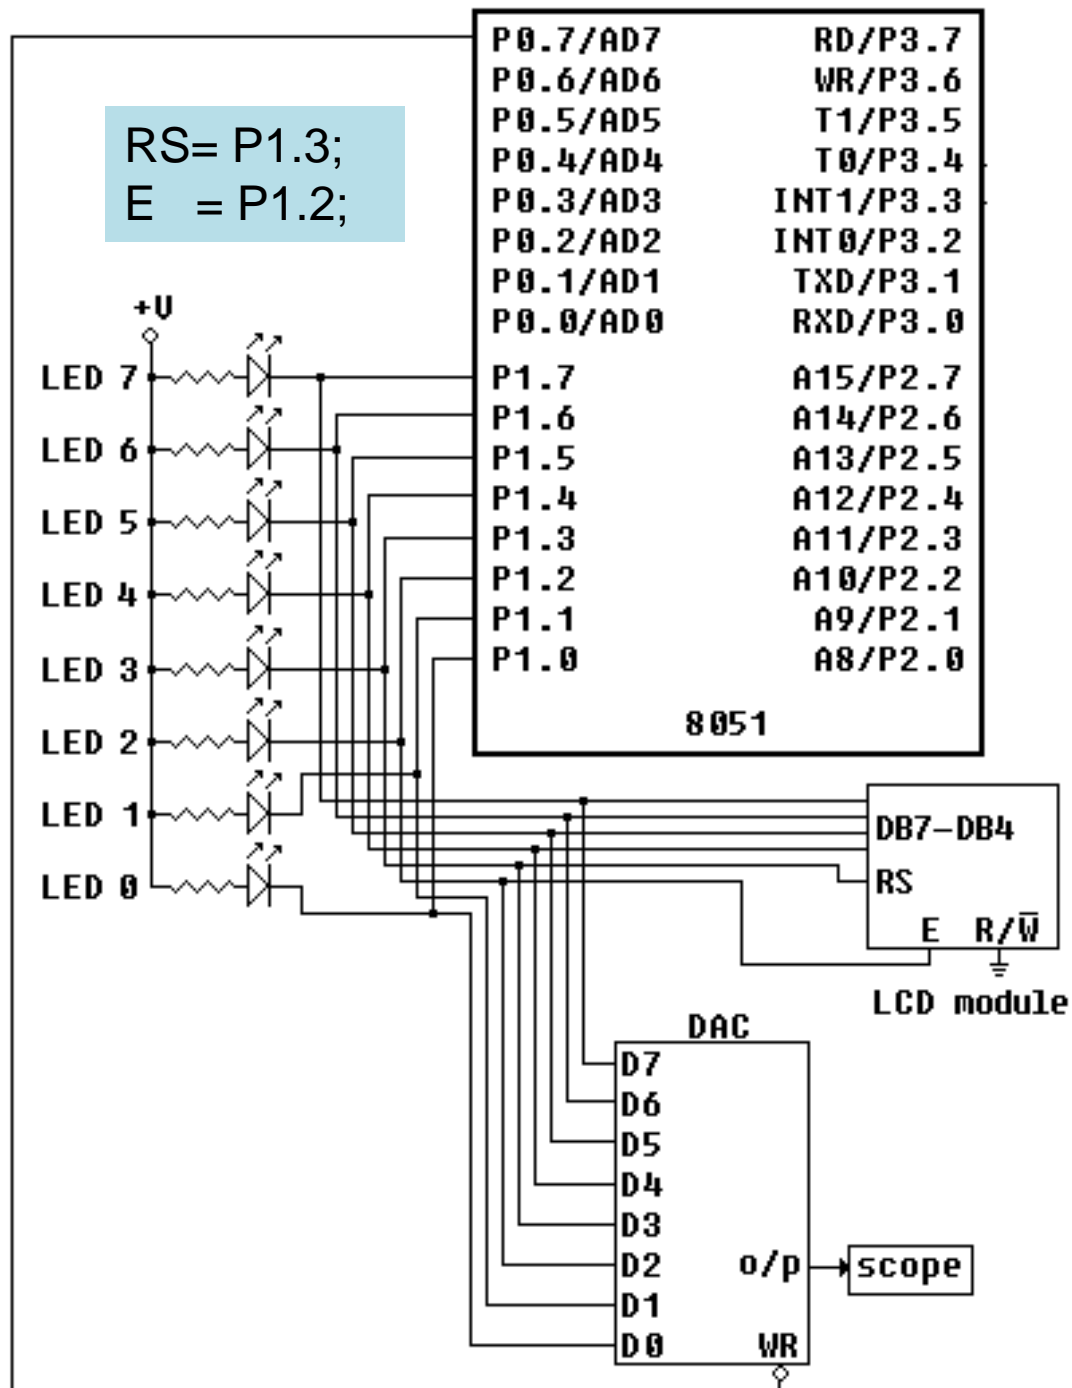 P0.7/AD7 RD/P3.7
P0.6/AD6 WR/P3.6
P0.5/AD5 T1/P3.5
P0.4/AD4 T0/P3.4
P0.3/AD3 INT1/P3.3
P0.2/AD2 INT0/P3.2
P0.1/AD1 TXD/P3.1
P0.0/AD0 RXD/P3.0
RS= P1.3;
E = P1.2;
+V
LED 7
LED 6
LED 5
LED 4
LED 3
LED 2
LED 1
LED 0
P1.7 A15/P2.7
P1.6 A14/P2.6
P1.5 A13/P2.5
P1.4 A12/P2.4
P1.3 A11/P2.3
P1.2 A10/P2.2
P1.1 A9/P2.1
P1.0 A8/P2.0
8051
DB7-DB4
RS
E R/W̅
LCD module
DAC
D7
D6
D5
D4
D3
D2 o/p scope
D1
D0 WR